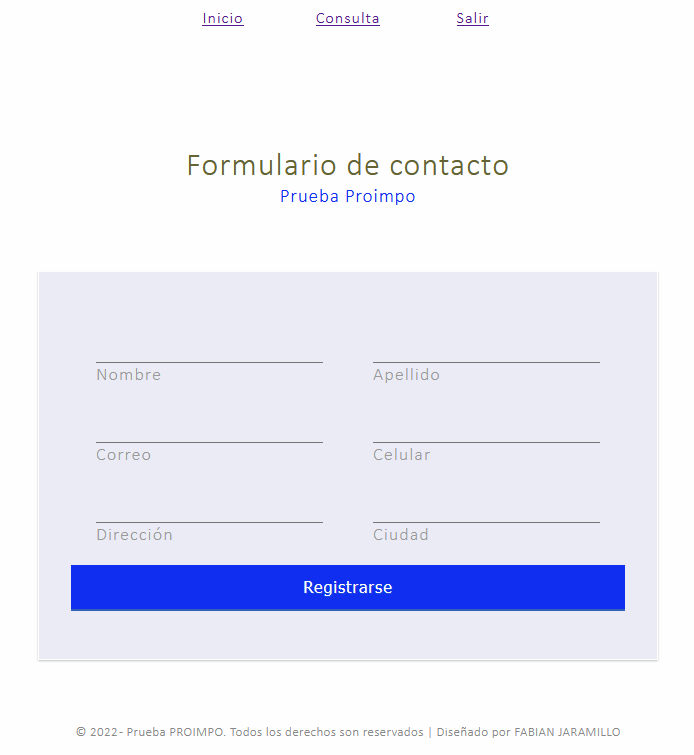 Inicio Consulta Salir
Formulario de contacto
Prueba Proimpo
Nombre Apellido
Correo Celular
Dirección Ciudad
Registrarse
© 2022- Prueba PROIMPO. Todos los derechos son reservados | Diseñado por FABIAN JARAMILLO